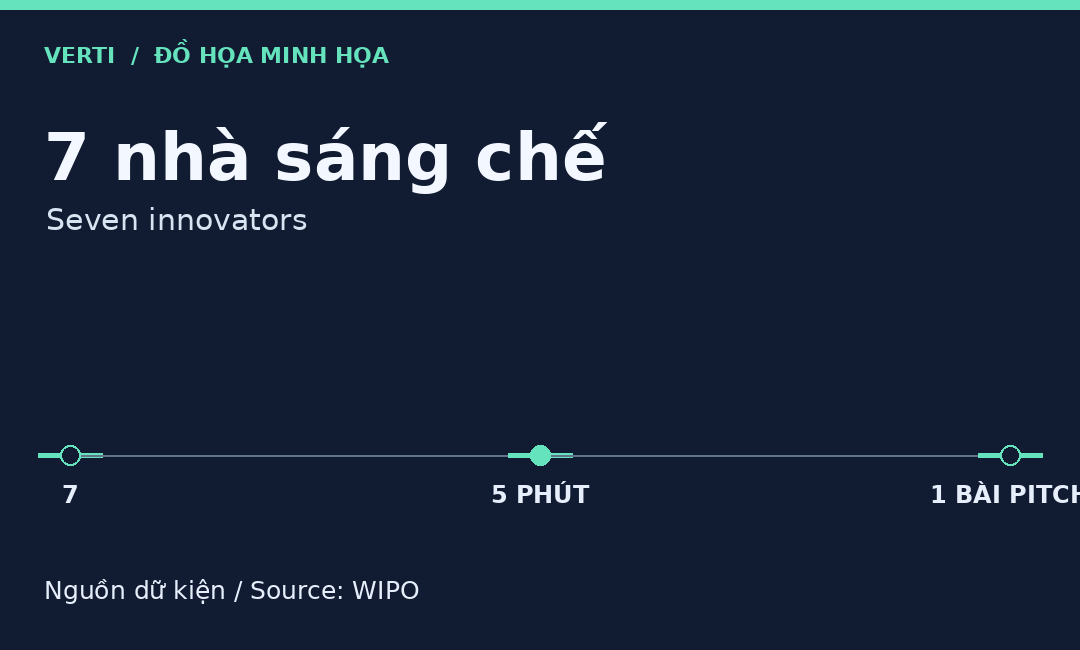 VERTI / ĐỒ HỌA MINH HỌA
7 nhà sáng chế
Seven innovators
7
5 PHÚT
1 BÀI PITCH
Nguồn dữ kiện / Source: WIPO